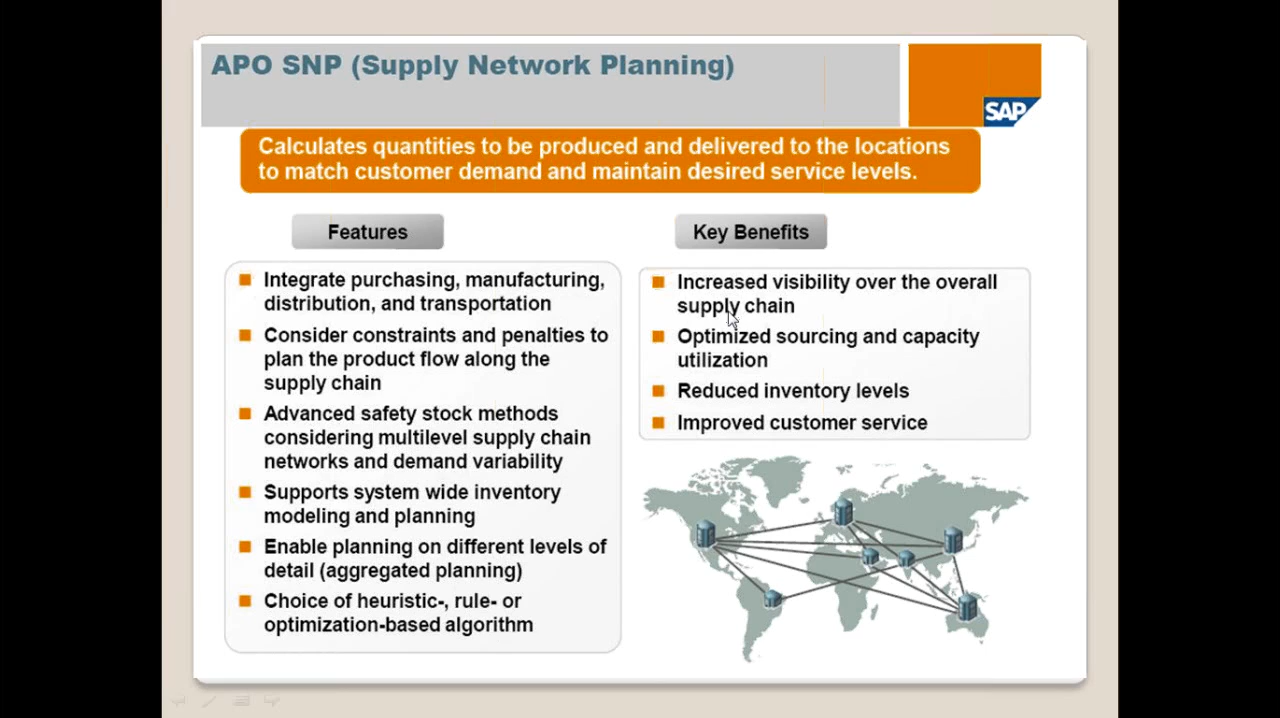 APO SNP (Supply Network Planning)
SAP
Calculates quantities to be produced and delivered to the locations
to match customer demand and maintain desired service levels.
Features
Integrate purchasing, manufacturing,
distribution, and transportation
Consider constraints and penalties to
plan the product flow along the
supply chain
Advanced safety stock methods
considering multilevel supply chain
networks and demand variability
Supports system wide inventory
modeling and planning
Enable planning on different levels of
detail (aggregated planning)
Choice of heuristic-, rule- or
optimization-based algorithm
Key Benefits
Increased visibility over the overall
supply chain
Optimized sourcing and capacity
utilization
Reduced inventory levels
Improved customer service